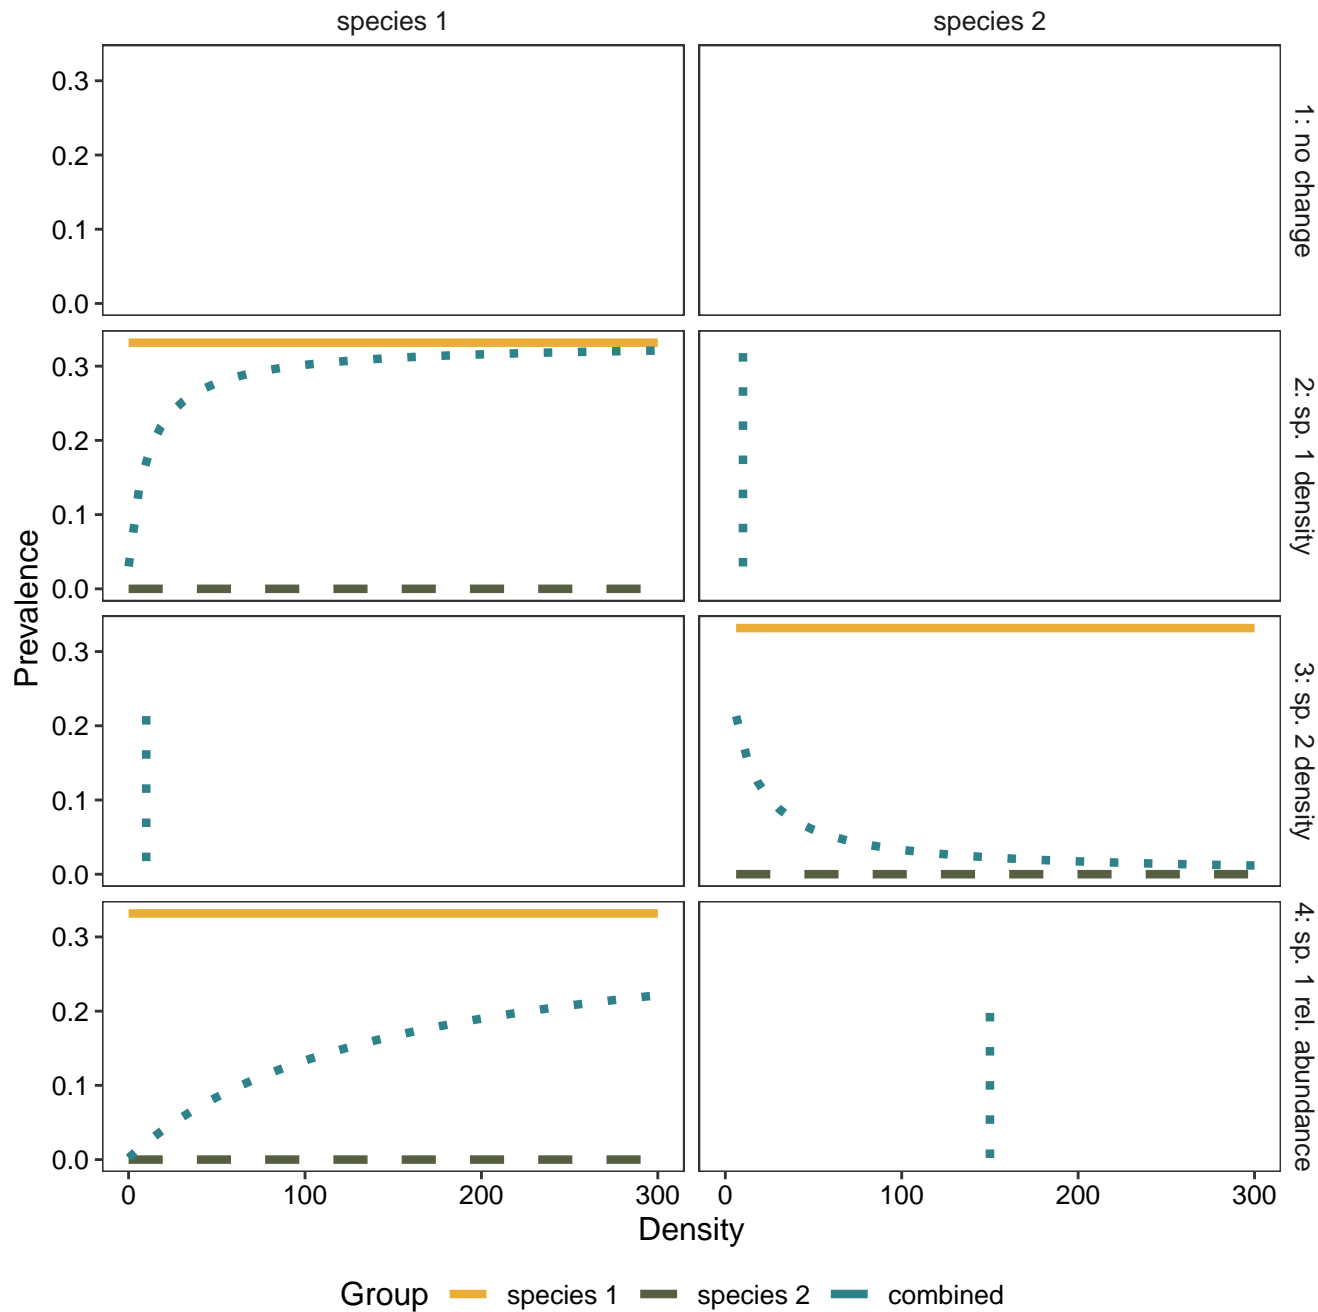 species 1
species 2
0.3
0.2
0.1
0.0
1: no change
0.3
0.2
0.1
0.0
2: sp. 1 density
Prevalence
0.3
0.2
0.1
0.0
3: sp. 2 density
0.3
0.2
0.1
0.0
4: sp. 1 rel. abundance
0 100 200 300
0 100 200 300
Density
Group species 1 species 2 combined